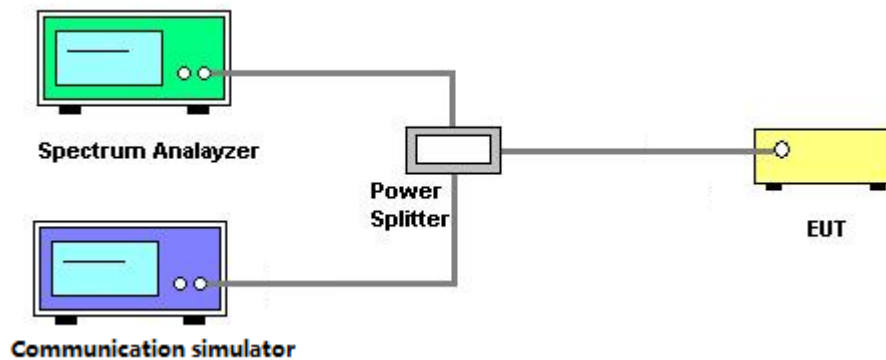 Spectrum Analayzer
Power
Splitter
EUT
Communication simulator